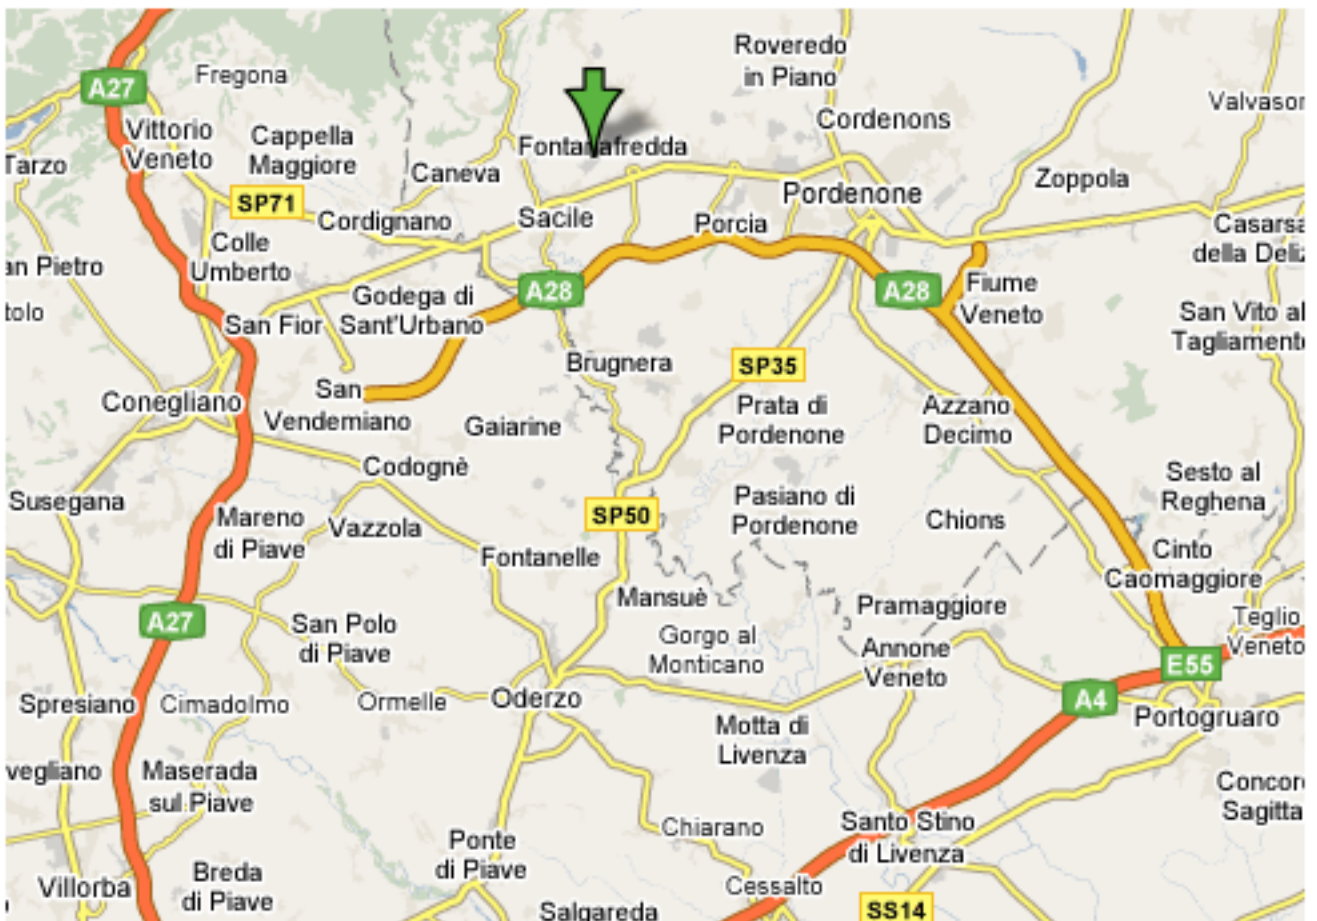 Roveredo
in Piano
A27
Fregona
Valvasor
Cordenons
Vittorio
Veneto
Cappella
Maggiore
Fontanafredda
Tarzo
Caneva
Zoppola
Pordenone
SP71
Cordignano
Sacile
Porcia
Casarsa
della Deliz
Colle
Umberto
an Pietro
A28
A28
Fiume
Veneto
Godega di
Sant'Urbano
tolo
San Fior
San Vito al
Tagliamento
Brugnera
SP35
San
Vendemiano
Conegliano
Prata di
Pordenone
Azzano
Decimo
Gaiarine
Codognè
Sesto al
Reghena
Susegana
Pasiano di
Pordenone
Mareno
di Piave
Vazzola
SP50
Chions
Fontanelle
Cinto
Caomaggiore
Mansuè
Pramaggiore
A27
San Polo
di Piave
Teglio
Veneto
Gorgo al
Monticano
Annone
Veneto
E55
Spresiano
Cimadolmo
Ormelle
Oderzo
A4
Portogruaro
Motta di
Livenza
vegliano
Maserada
sul Piave
Concor
Sagitta
Ponte
di Piave
Chiarano
Santo Stino
di Livenza
Villorba
Breda
di Piave
Cessalto
Salgareda
SS14